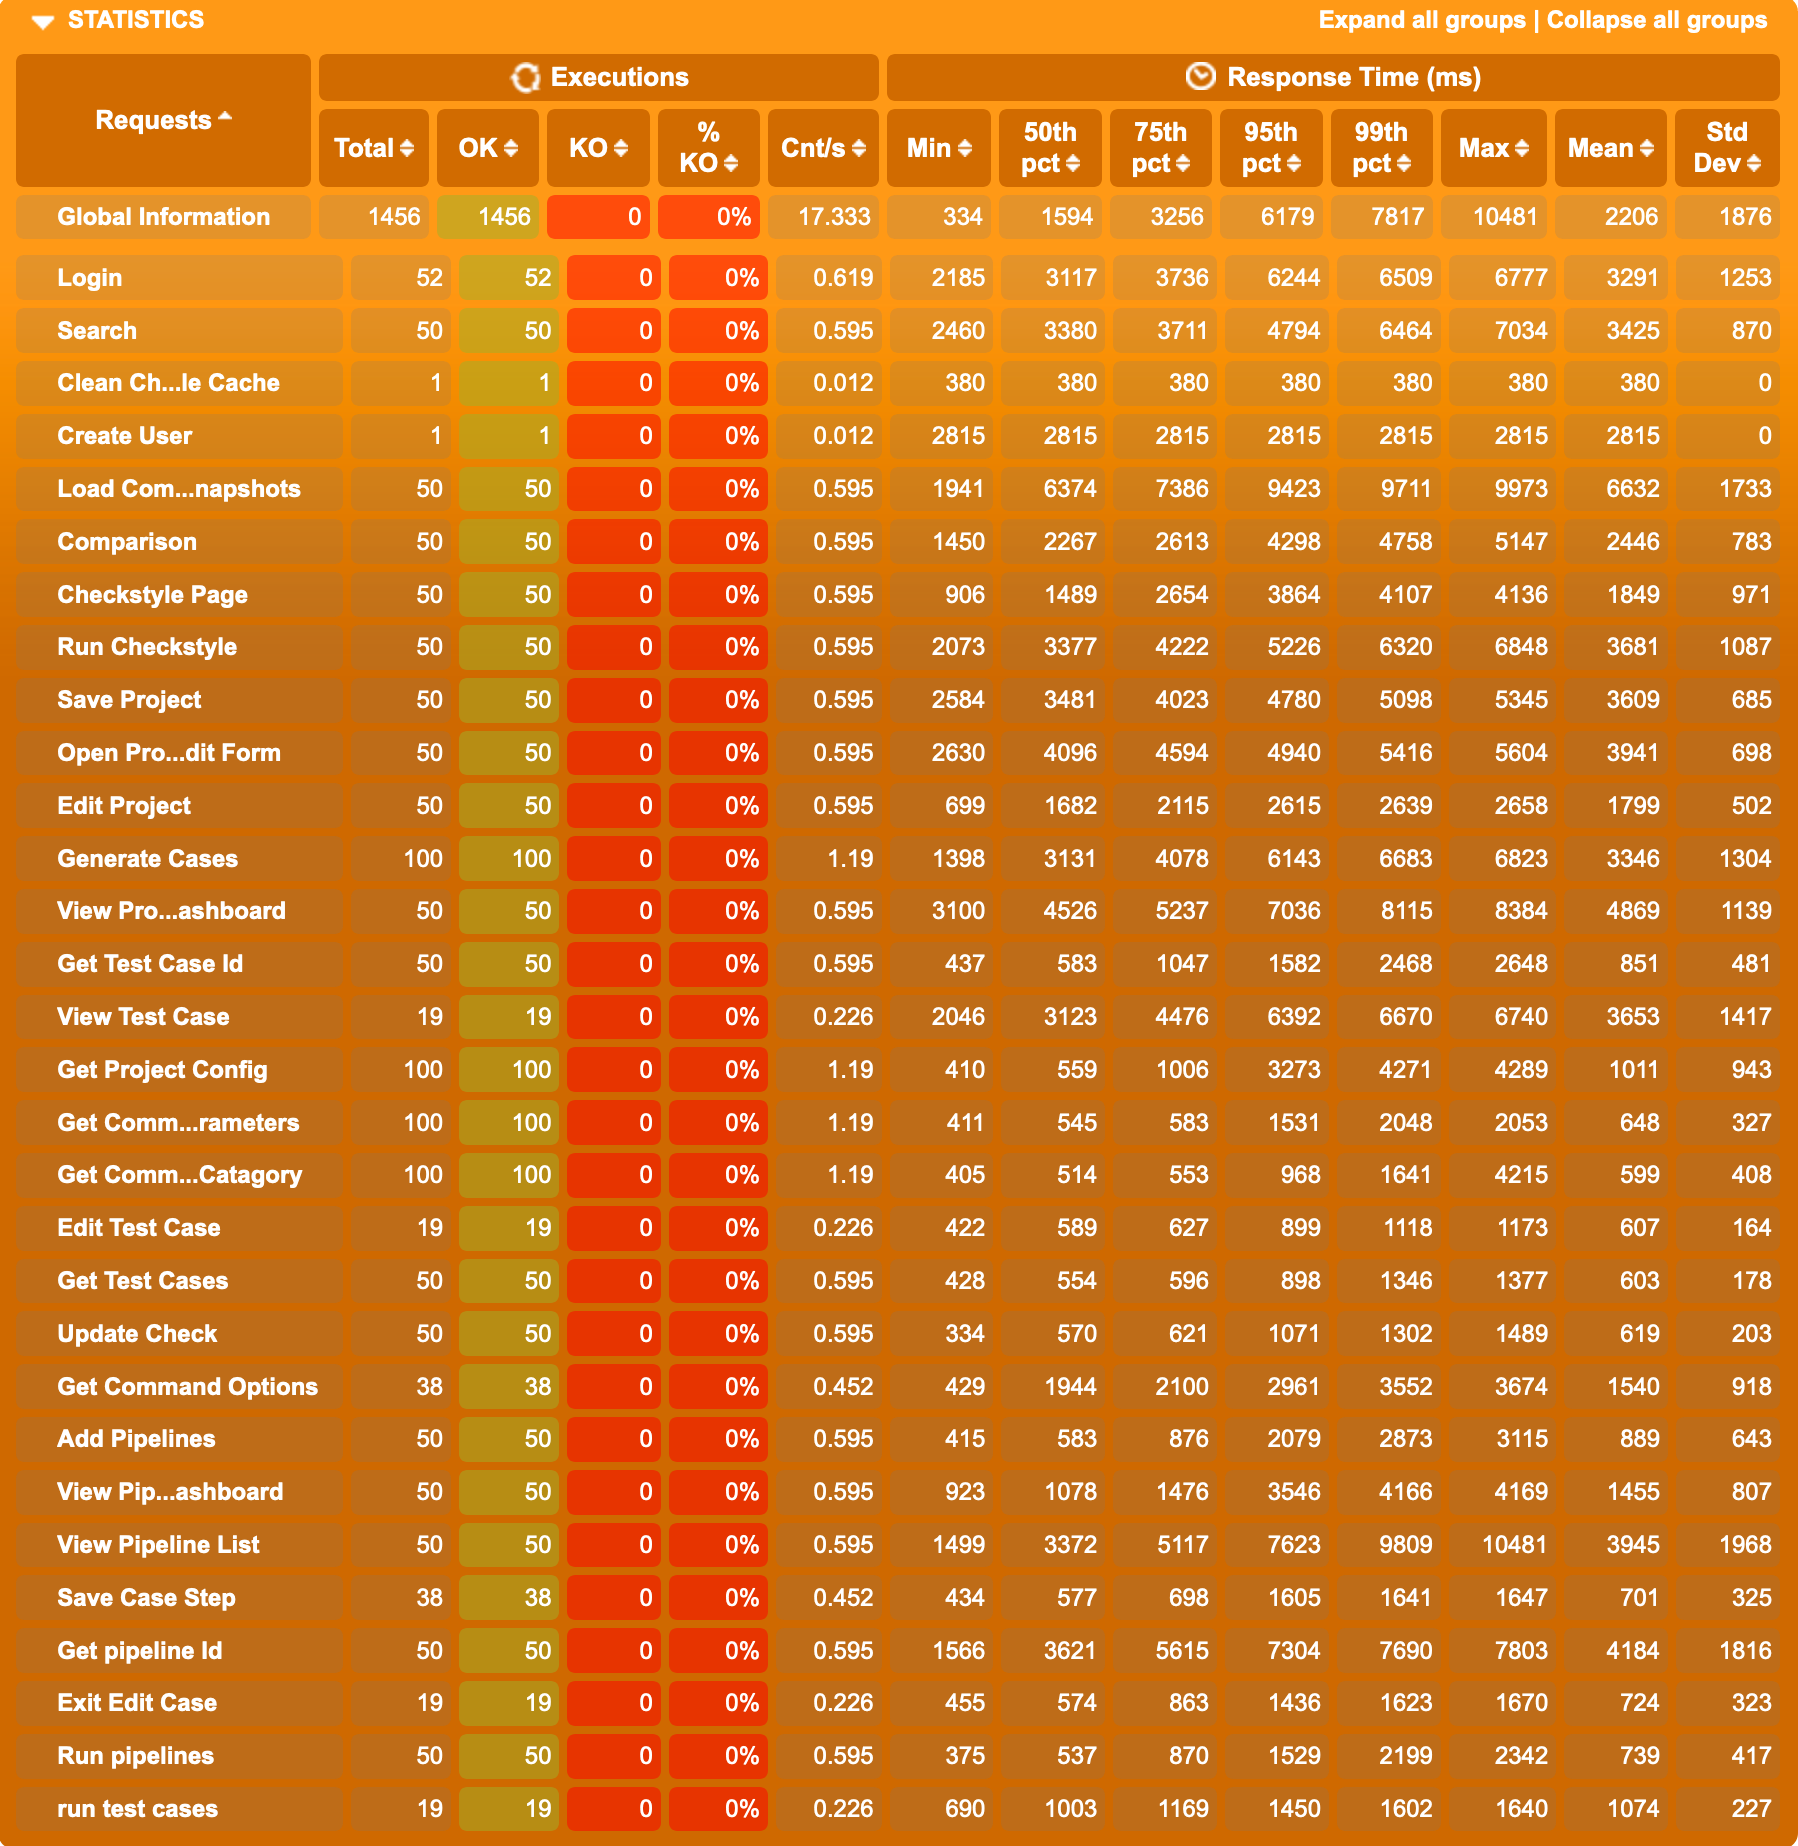 STATISTICS Expand all groups | Collapse all groups
Requests Executions Response Time (ms)
Total OK KO % KO Cnt/s Min 50th pct 75th pct 95th pct 99th pct Max Mean Std Dev
Global Information 1456 1456 0 0% 17.333 334 1594 3256 6179 7817 10481 2206 1876
Login 52 52 0 0% 0.619 2185 3117 3736 6244 6509 6777 3291 1253
Search 50 50 0 0% 0.595 2460 3380 3711 4794 6464 7034 3425 870
Clean Ch...le Cache 1 1 0 0% 0.012 380 380 380 380 380 380 380 0
Create User 1 1 0 0% 0.012 2815 2815 2815 2815 2815 2815 2815 0
Load Com...napshots 50 50 0 0% 0.595 1941 6374 7386 9423 9711 9973 6632 1733
Comparison 50 50 0 0% 0.595 1450 2267 2613 4298 4758 5147 2446 783
Checkstyle Page 50 50 0 0% 0.595 906 1489 2654 3864 4107 4136 1849 971
Run Checkstyle 50 50 0 0% 0.595 2073 3377 4222 5226 6320 6848 3681 1087
Save Project 50 50 0 0% 0.595 2584 3481 4023 4780 5098 5345 3609 685
Open Pro...dit Form 50 50 0 0% 0.595 2630 4096 4594 4940 5416 5604 3941 698
Edit Project 50 50 0 0% 0.595 699 1682 2115 2615 2639 2658 1799 502
Generate Cases 100 100 0 0% 1.19 1398 3131 4078 6143 6683 6823 3346 1304
View Pro...ashboard 50 50 0 0% 0.595 3100 4526 5237 7036 8115 8384 4869 1139
Get Test Case Id 50 50 0 0% 0.595 437 583 1047 1582 2468 2648 851 481
View Test Case 19 19 0 0% 0.226 2046 3123 4476 6392 6670 6740 3653 1417
Get Project Config 100 100 0 0% 1.19 410 559 1006 3273 4271 4289 1011 943
Get Comm...rameters 100 100 0 0% 1.19 411 545 583 1531 2048 2053 648 327
Get Comm...Catagory 100 100 0 0% 1.19 405 514 553 968 1641 4215 599 408
Edit Test Case 19 19 0 0% 0.226 422 589 627 899 1118 1173 607 164
Get Test Cases 50 50 0 0% 0.595 428 554 596 898 1346 1377 603 178
Update Check 50 50 0 0% 0.595 334 570 621 1071 1302 1489 619 203
Get Command Options 38 38 0 0% 0.452 429 1944 2100 2961 3552 3674 1540 918
Add Pipelines 50 50 0 0% 0.595 415 583 876 2079 2873 3115 889 643
View Pip...ashboard 50 50 0 0% 0.595 923 1078 1476 3546 4166 4169 1455 807
View Pipeline List 50 50 0 0% 0.595 1499 3372 5117 7623 9809 10481 3945 1968
Save Case Step 38 38 0 0% 0.452 434 577 698 1605 1641 1647 701 325
Get pipeline Id 50 50 0 0% 0.595 1566 3621 5615 7304 7690 7803 4184 1816
Exit Edit Case 19 19 0 0% 0.226 455 574 863 1436 1623 1670 724 323
Run pipelines 50 50 0 0% 0.595 375 537 870 1529 2199 2342 739 417
run test cases 19 19 0 0% 0.226 690 1003 1169 1450 1602 1640 1074 227